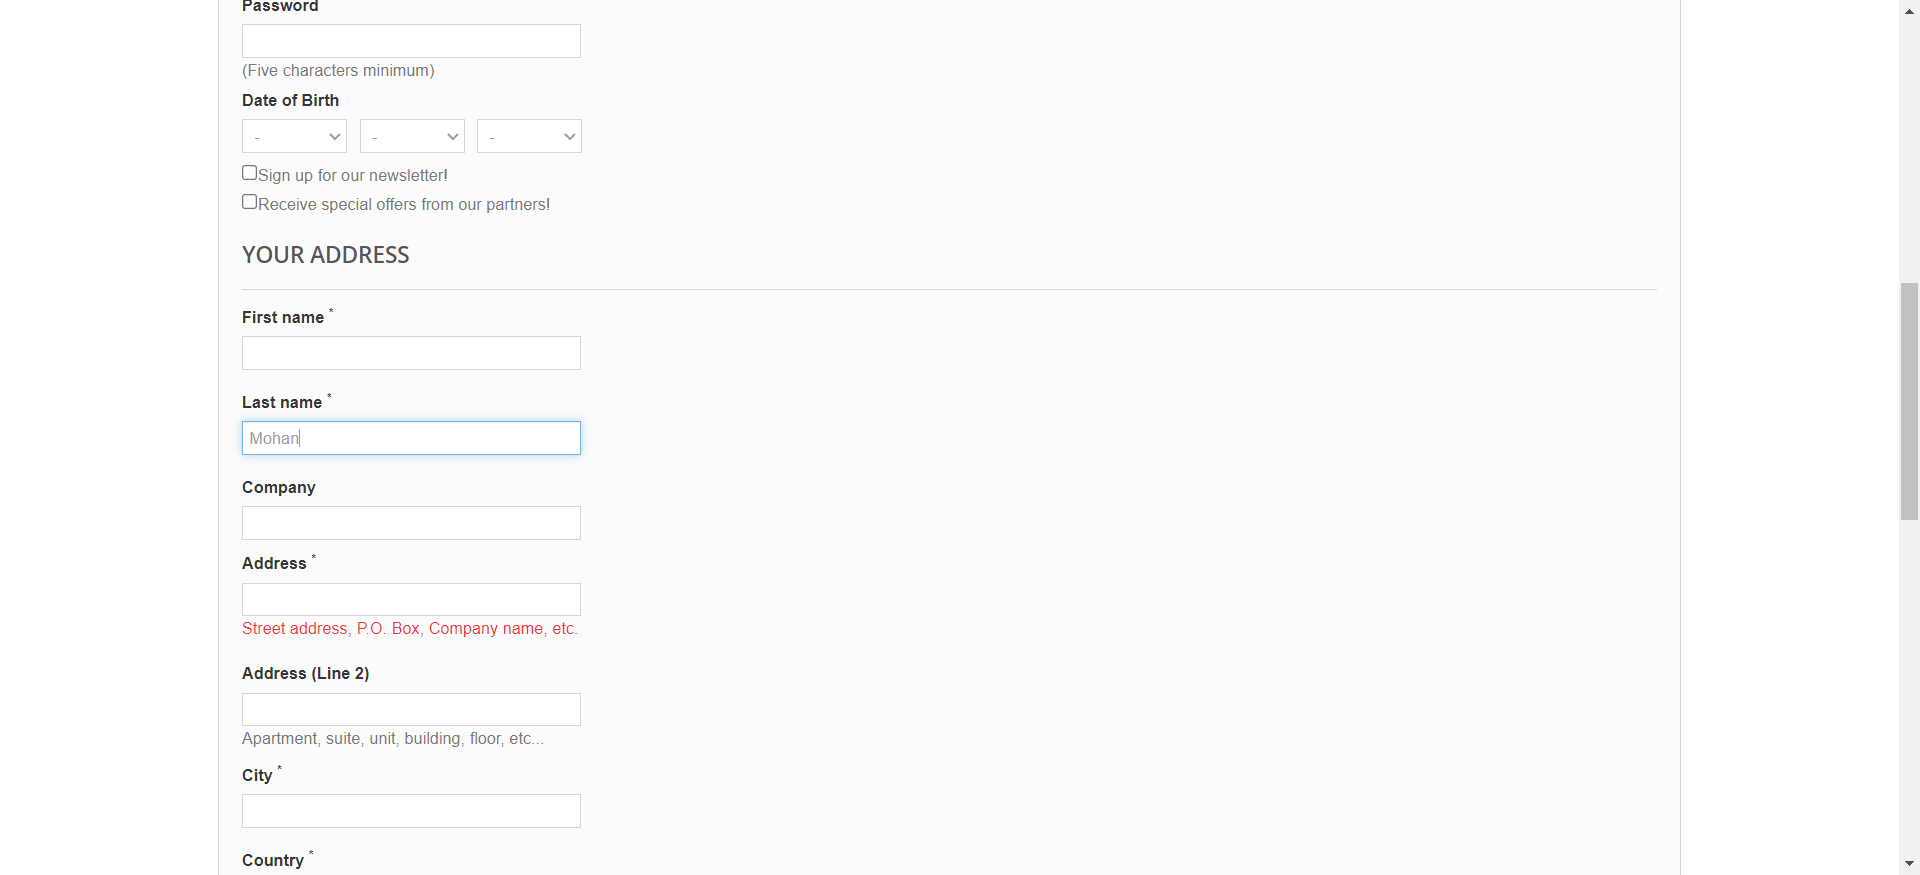 Password
(Five characters minimum)
Date of Birth
- - -
Sign up for our newsletter!
Receive special offers from our partners!
YOUR ADDRESS
First name *
Last name *
Mohan
Company
Address *
Street address, P.O. Box, Company name, etc.
Address (Line 2)
Apartment, suite, unit, building, floor, etc...
City *
Country *